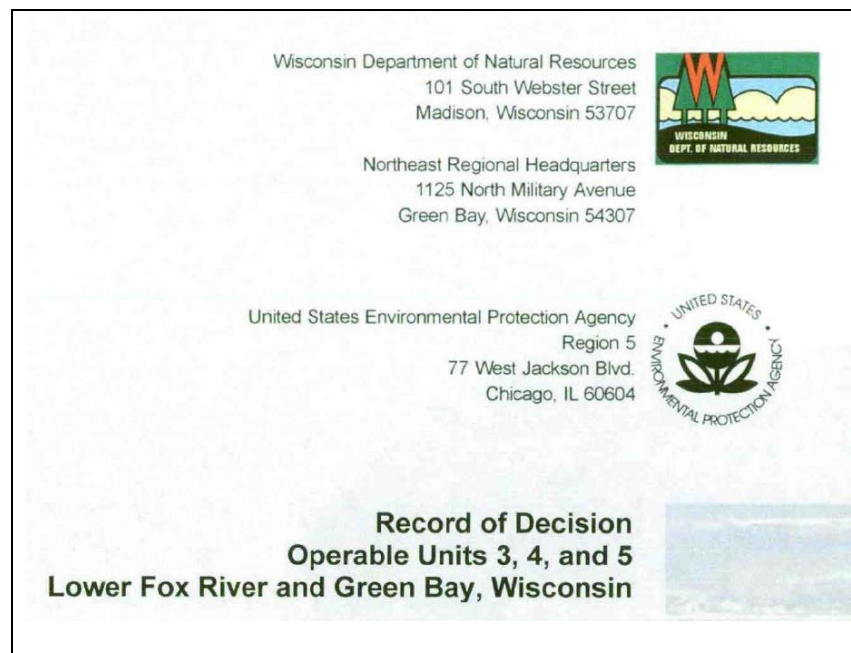 Wisconsin Department of Natural Resources
101 South Webster Street
Madison, Wisconsin 53707
WISCONSIN
DEPT. OF NATURAL RESOURCES
Northeast Regional Headquarters
1125 North Military Avenue
Green Bay, Wisconsin 54307
United States Environmental Protection Agency
Region 5
77 West Jackson Blvd.
Chicago, IL 60604
UNITED STATES
ENVIRONMENTAL PROTECTION AGENCY
Record of Decision
Operable Units 3, 4, and 5
Lower Fox River and Green Bay, Wisconsin